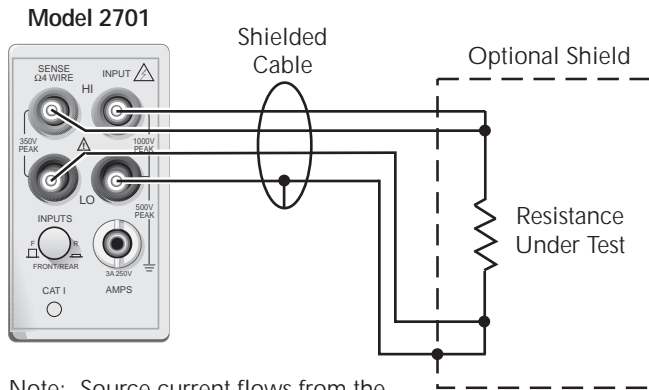 Model 2701
Shielded
Cable
Optional Shield
SENSE
Ω4 WIRE
INPUT
HI
350V
PEAK
1000V
PEAK
LO
500V
PEAK
INPUTS
F
R
FRONT/REAR
3A 250V
CAT I
AMPS
Resistance
Under Test
Note: Source current flows from the